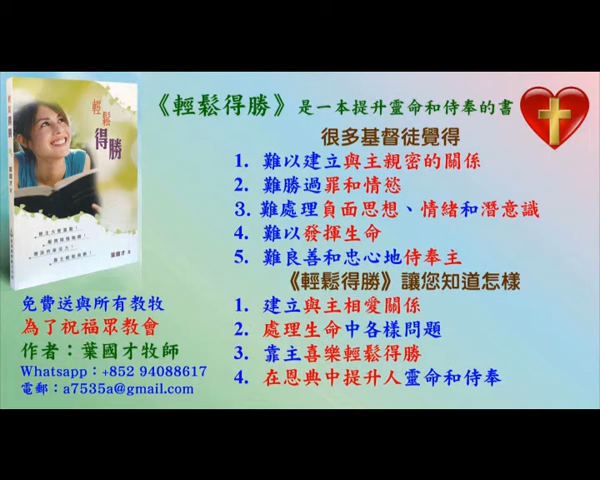 《輕鬆得勝》是一本提升靈命和侍奉的書
很多基督徒覺得
1. 難以建立與主親密的關係
2. 難勝過罪和情慾
3. 難處理負面思想、情緒和潛意識
4. 難以發揮生命
5. 難良善和忠心地侍奉主
《輕鬆得勝》讓您知道怎樣
1. 建立與主相愛關係
2. 處理生命中各樣問題
3. 靠主喜樂輕鬆得勝
4. 在恩典中提升人靈命和侍奉
輕鬆
得勝
輕鬆得勝
葉國才 著
免費送與所有教牧
為了祝福眾教會
作者：葉國才牧師
Whatsapp：+852 94088617
電郵：a7535a@gmail.com